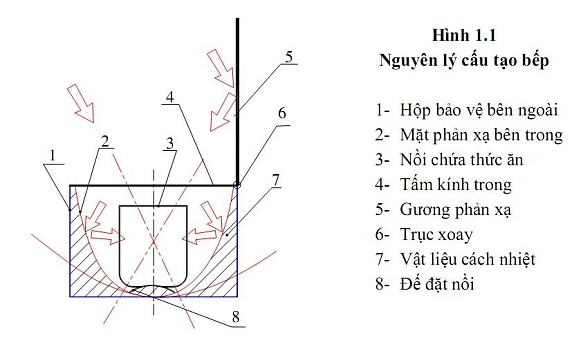 Hình 1.1
Nguyên lý cấu tạo bếp
1- Hộp bảo vệ bên ngoài
2- Mặt phản xạ bên trong
3- Nồi chứa thức ăn
4- Tấm kính trong
5- Gương phản xạ
6- Trục xoay
7- Vật liệu cách nhiệt
8- Đế đặt nồi
5
4
6
1
2
3
7
8